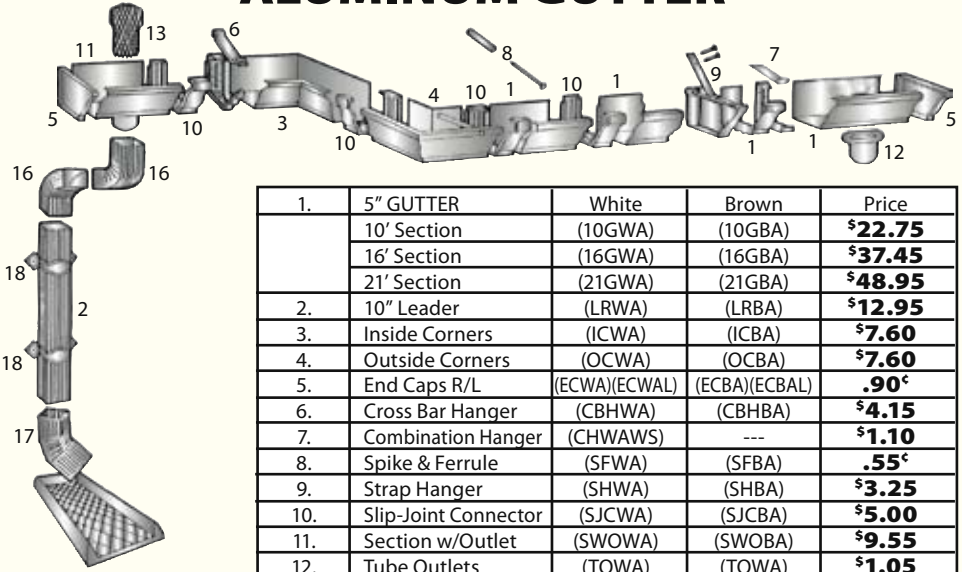 ALUMINUM GUTTER
13
11
6
8
7
9
10
1
10
1
4
5
10
3
10
1
1
5
12
16
16
18
2
18
17
1. 5" GUTTER White Brown Price
10' Section (10GWA) (10GBA) $22.75
16' Section (16GWA) (16GBA) $37.45
21' Section (21GWA) (21GBA) $48.95
2. 10" Leader (LRWA) (LRBA) $12.95
3. Inside Corners (ICWA) (ICBA) $7.60
4. Outside Corners (OCWA) (OCBA) $7.60
5. End Caps R/L (ECWA)(ECWAL) (ECBA)(ECBAL) .90¢
6. Cross Bar Hanger (CBHWA) (CBHBA) $4.15
7. Combination Hanger (CHWAWS) --- $1.10
8. Spike & Ferrule (SFWA) (SFBA) .55¢
9. Strap Hanger (SHWA) (SHBA) $3.25
10. Slip-Joint Connector (SJCWA) (SJCBA) $5.00
11. Section w/Outlet (SWOWA) (SWOBA) $9.55
12. Tube Outlets (TOWA) (TOWA) $1.05